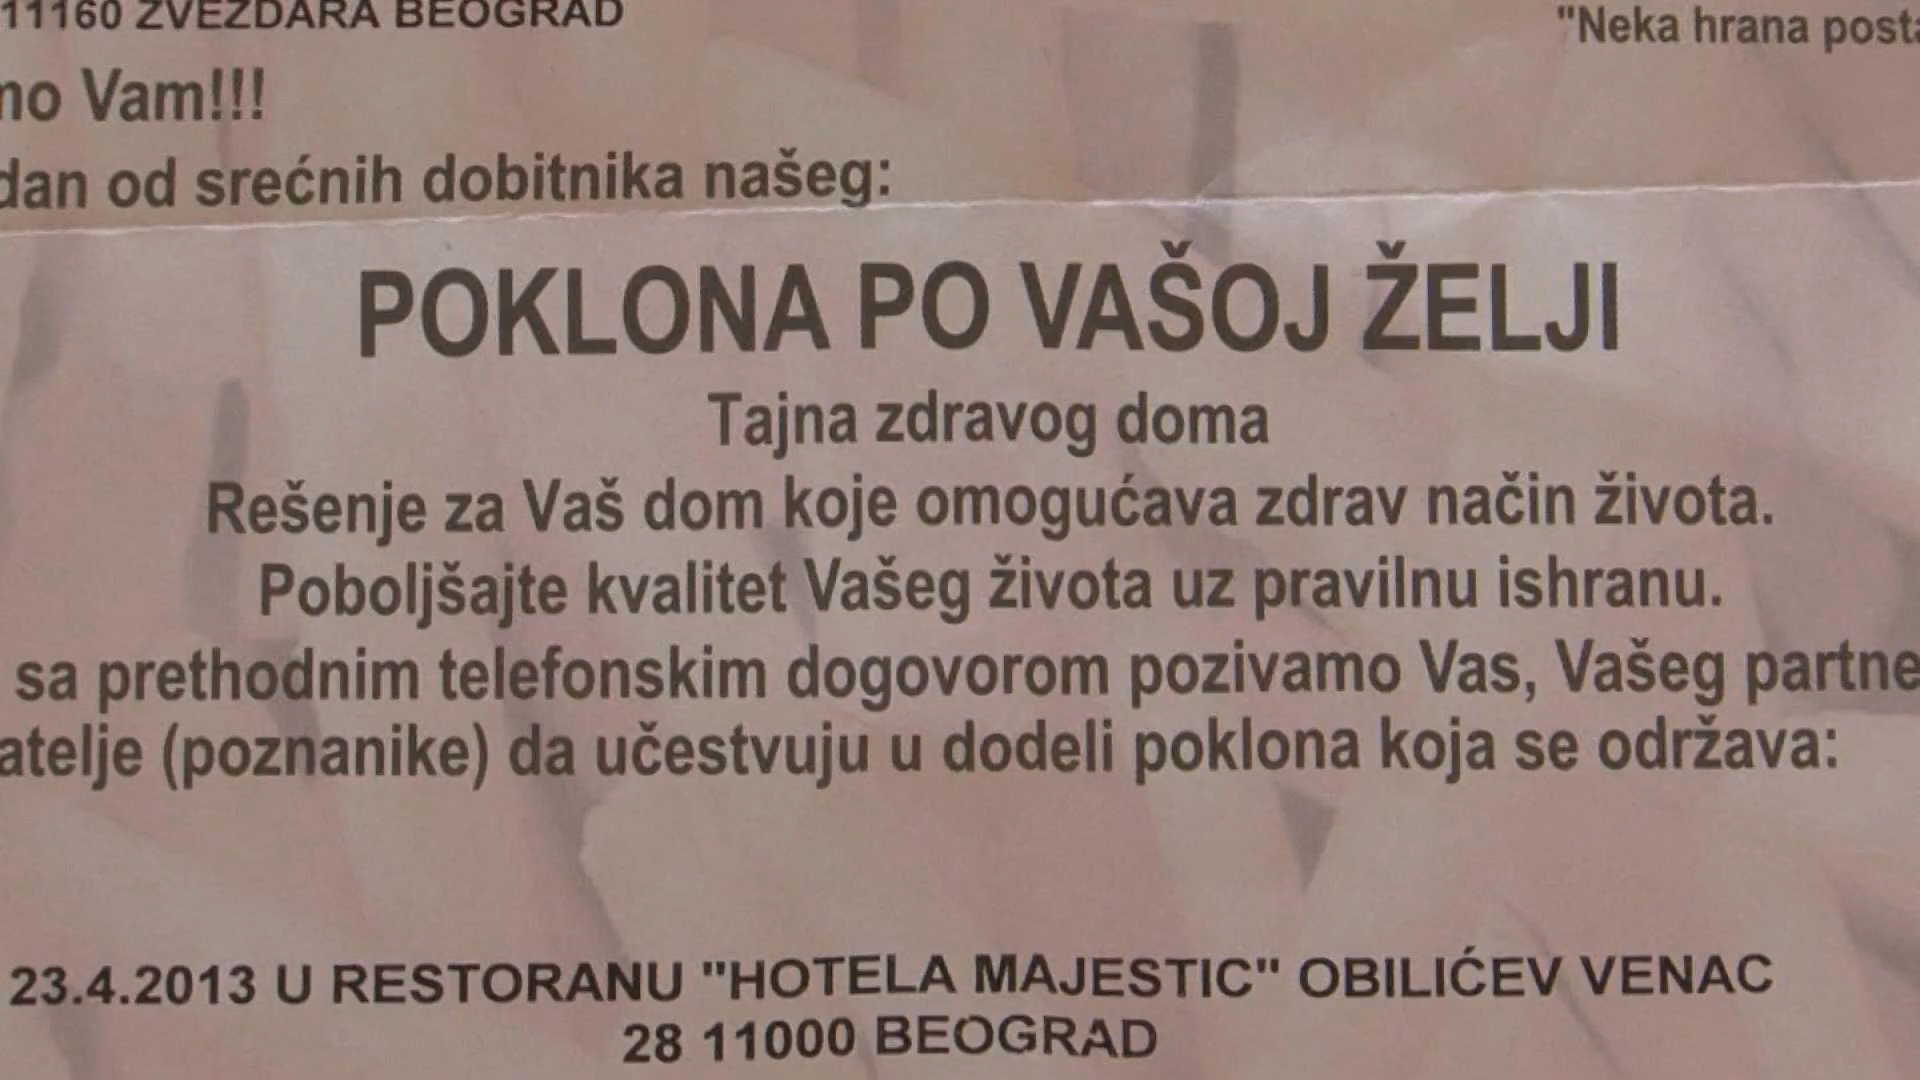 11160 ZVEZDARA BEOGRAD
"Neka hrana posta
mo Vam!!!
dan od srećnih dobitnika našeg:
POKLONA PO VAŠOJ ŽELJI
Tajna zdravog doma
Rešenje za Vaš dom koje omogućava zdrav način života.
Poboljšajte kvalitet Vašeg života uz pravilnu ishranu.
sa prethodnim telefonskim dogovorom pozivamo Vas, Vašeg partne
atelje (poznanike) da učestvuju u dodeli poklona koja se održava:
23.4.2013 U RESTORANU "HOTELA MAJESTIC" OBILIĆEV VENAC
28 11000 BEOGRAD